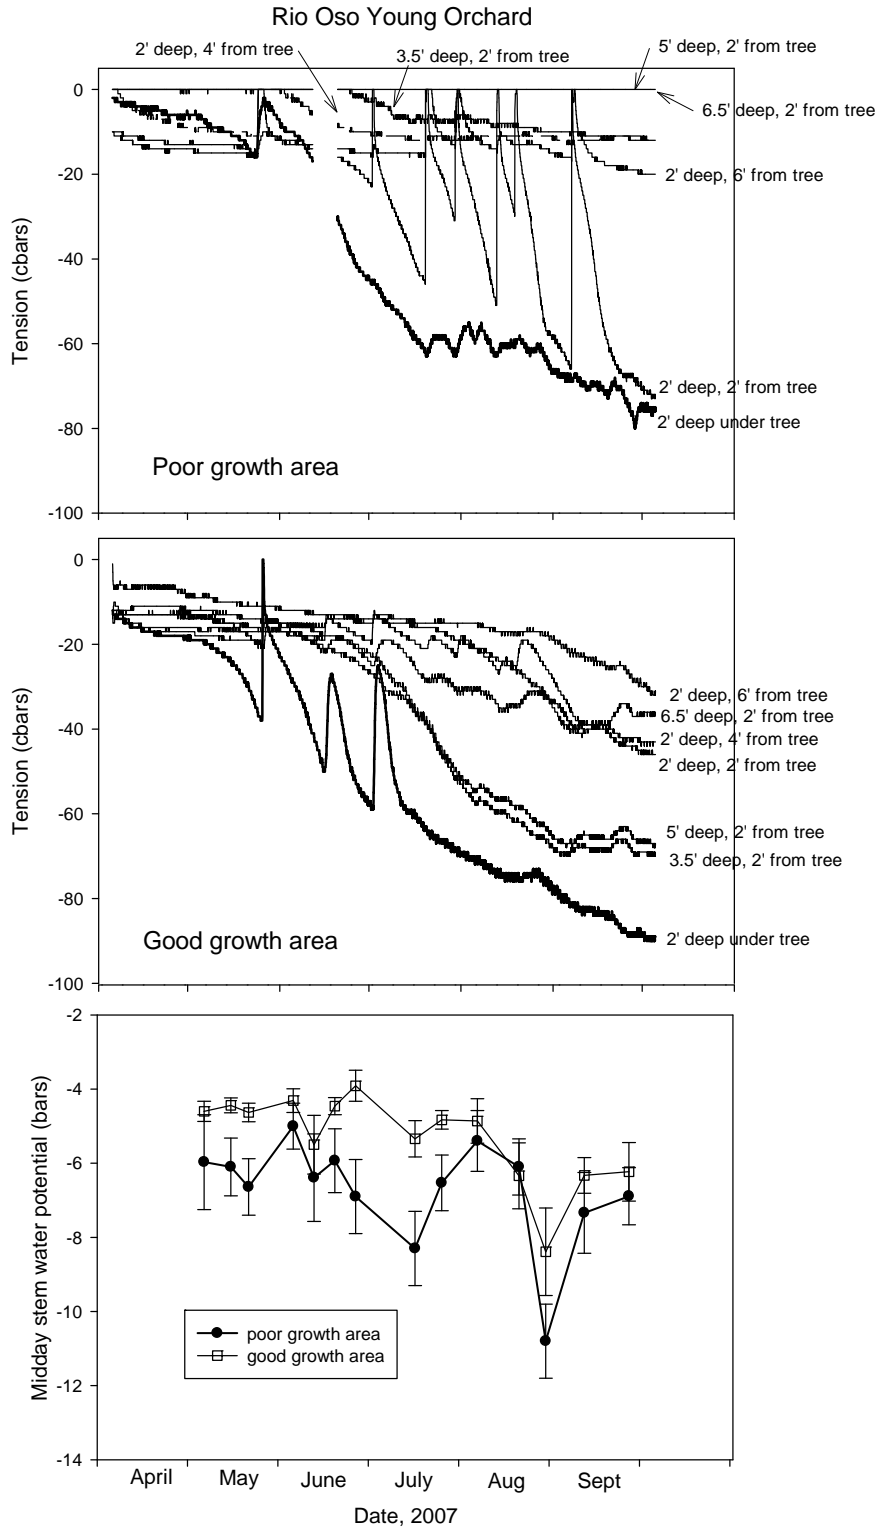 Rio Oso Young Orchard
2' deep, 4' from tree
3.5' deep, 2' from tree
5' deep, 2' from tree
6.5' deep, 2' from tree
2' deep, 6' from tree
2' deep, 2' from tree
2' deep under tree
Poor growth area
Tension (cbars)
0
-20
-40
-60
-80
-100
2' deep, 6' from tree
6.5' deep, 2' from tree
2' deep, 4' from tree
2' deep, 2' from tree
5' deep, 2' from tree
3.5' deep, 2' from tree
2' deep under tree
Good growth area
Tension (cbars)
0
-20
-40
-60
-80
-100
Midday stem water potential (bars)
-2
-4
-6
-8
-10
-12
-14
poor growth area
good growth area
April May June July Aug Sept
Date, 2007